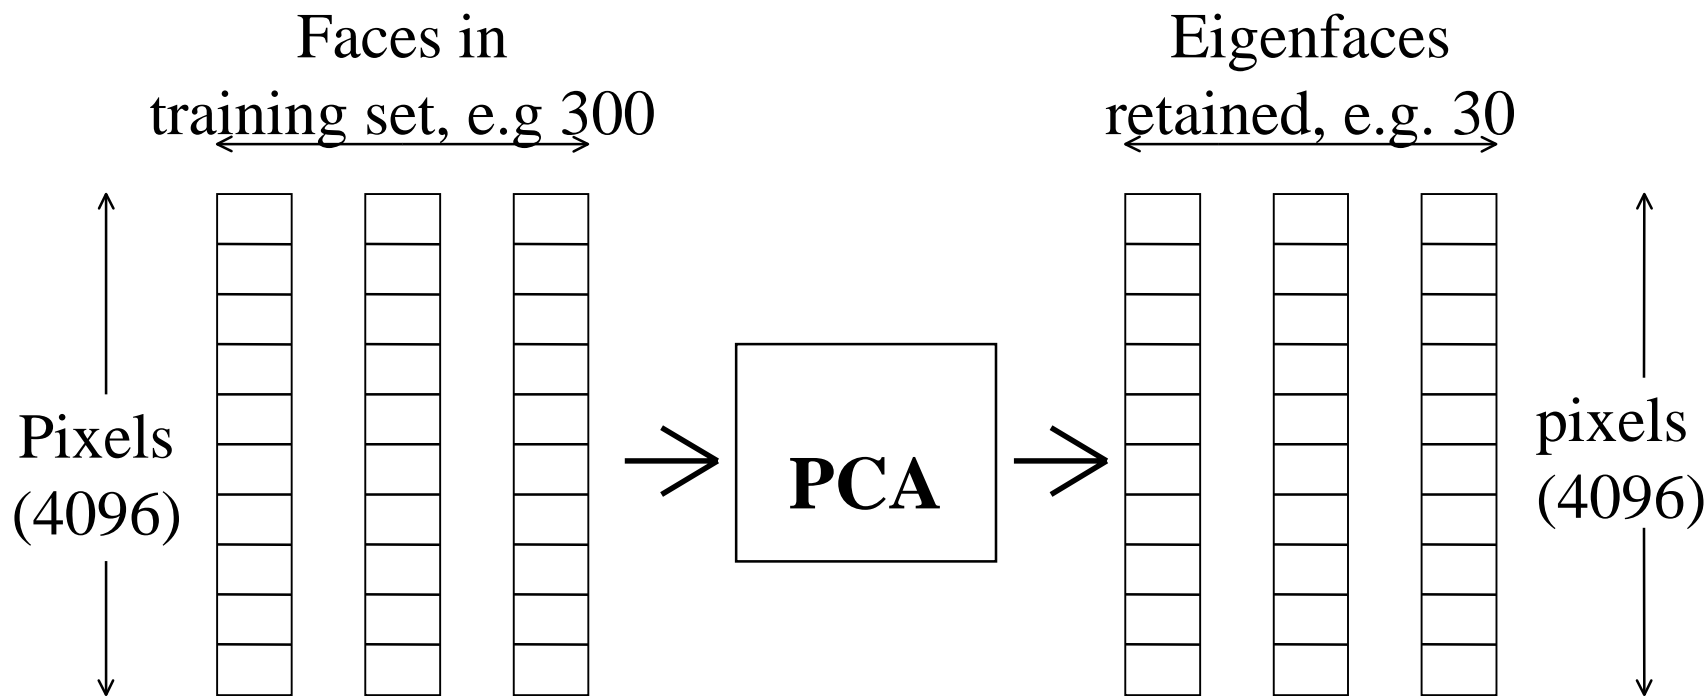 Faces in
training set, e.g 300
Eigenfaces
retained, e.g. 30
Pixels
(4096)
PCA
pixels
(4096)